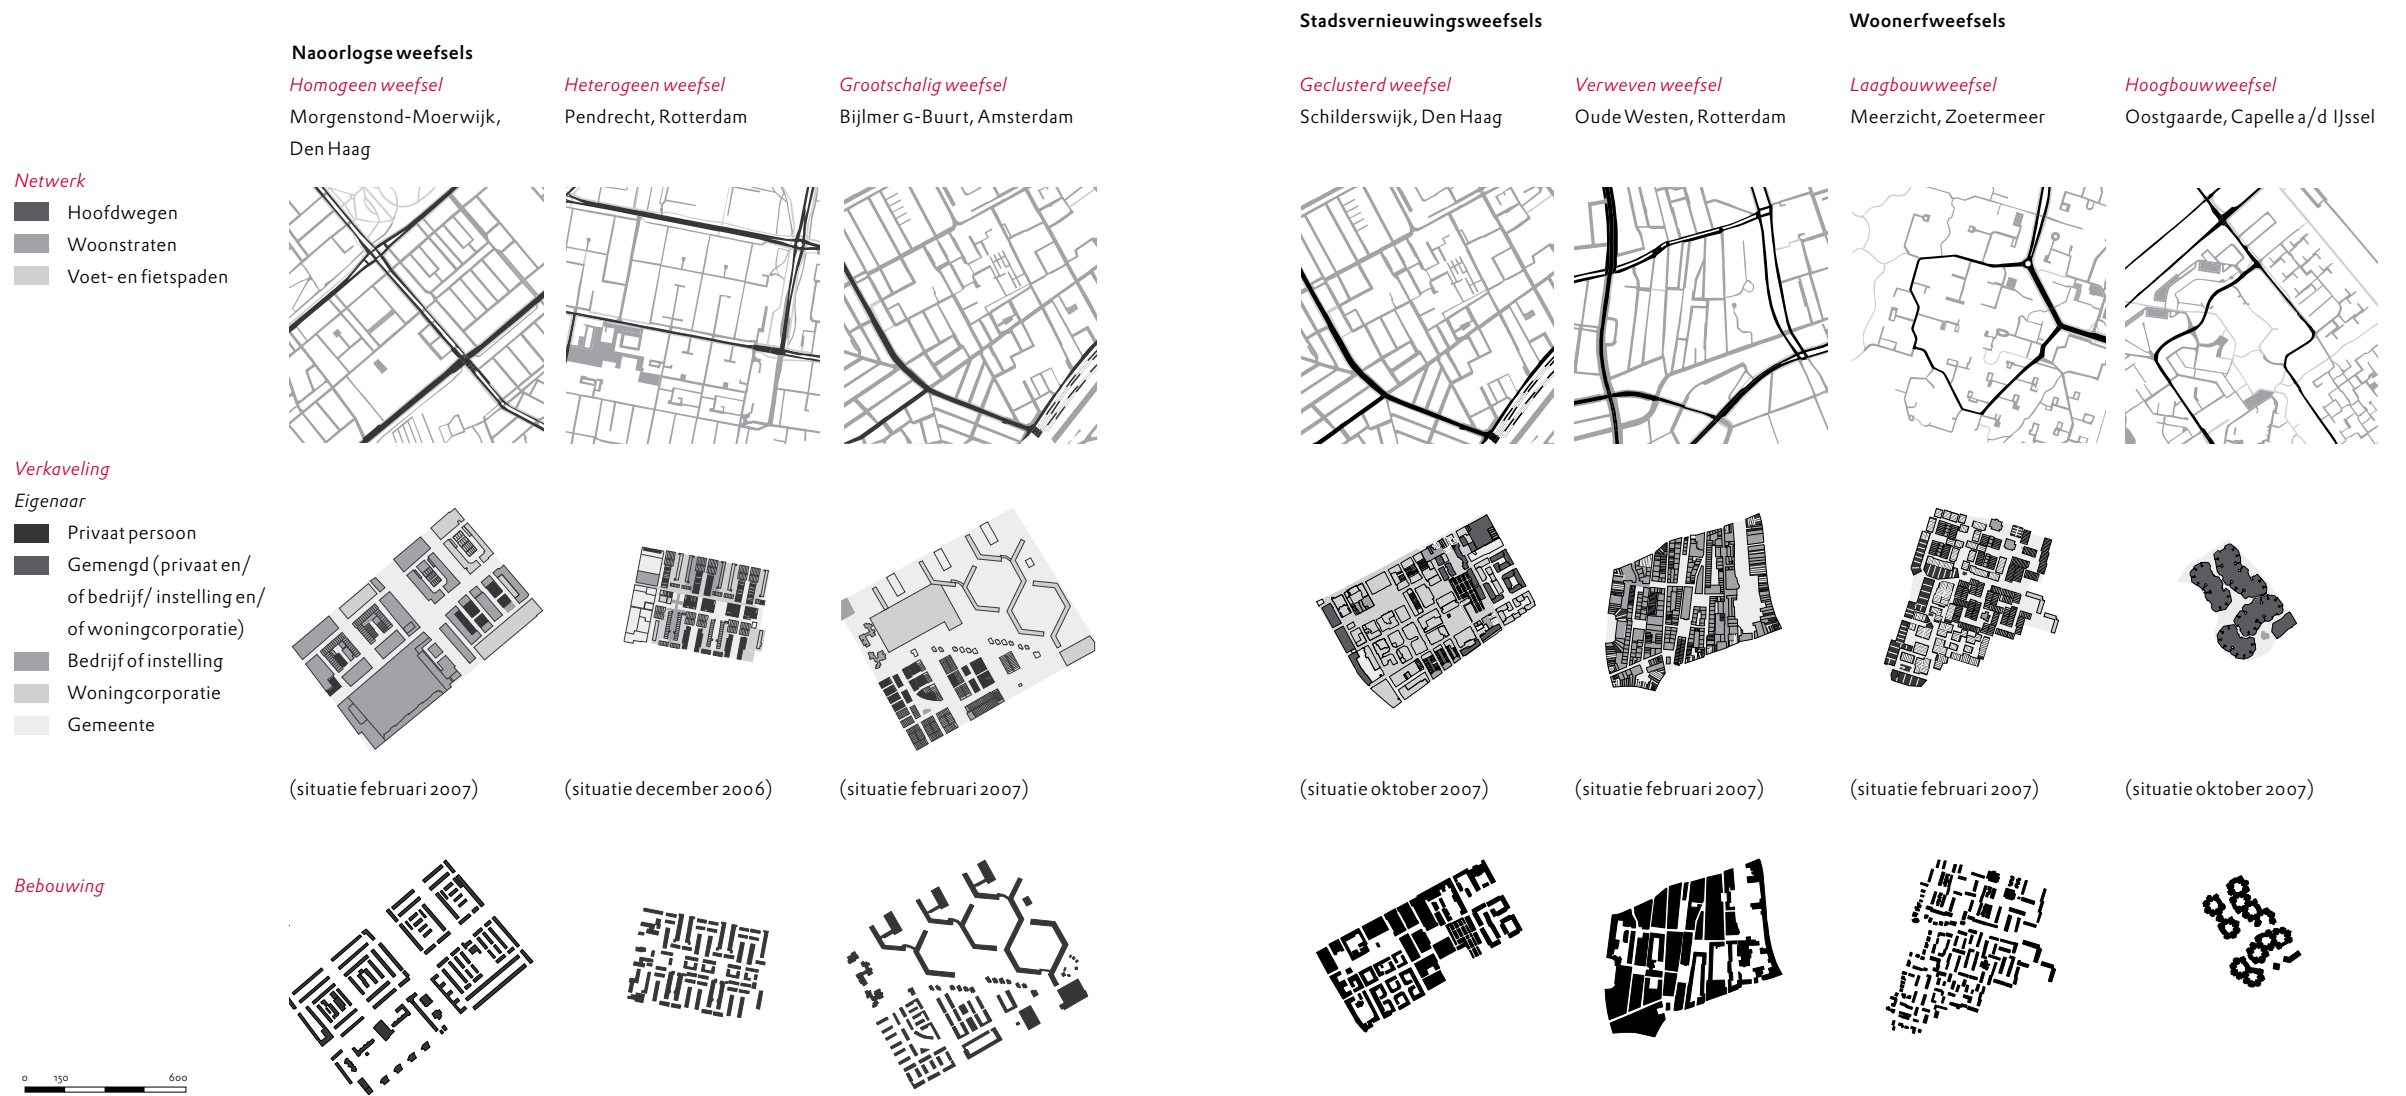 Stadsvernieuwingsweefsels
Woonerfweefsels
Naoorlogse weefsels
Homogeen weefsel
Heterogeen weefsel
Grootschalig weefsel
Geclusterd weefsel
Verweven weefsel
Laagbouwweefsel
Hoogbouwweefsel
Morgenstond-Moerwijk,
Den Haag
Pendrecht, Rotterdam
Bijlmer G-Buurt, Amsterdam
Schilderswijk, Den Haag
Oude Westen, Rotterdam
Meerzicht, Zoetermeer
Oostgaarde, Capelle a/d IJssel
Netwerk
Hoofdwegen
Woonstraten
Voet- en fietspaden
Verkaveling
Eigenaar
Privaat persoon
Gemengd (privaat en/
of bedrijf/ instelling en/
of woningcorporatie)
Bedrijf of instelling
Woningcorporatie
Gemeente
(situatie februari 2007)
(situatie december 2006)
(situatie februari 2007)
(situatie oktober 2007)
(situatie februari 2007)
(situatie februari 2007)
(situatie oktober 2007)
Bebouwing
0 150 600